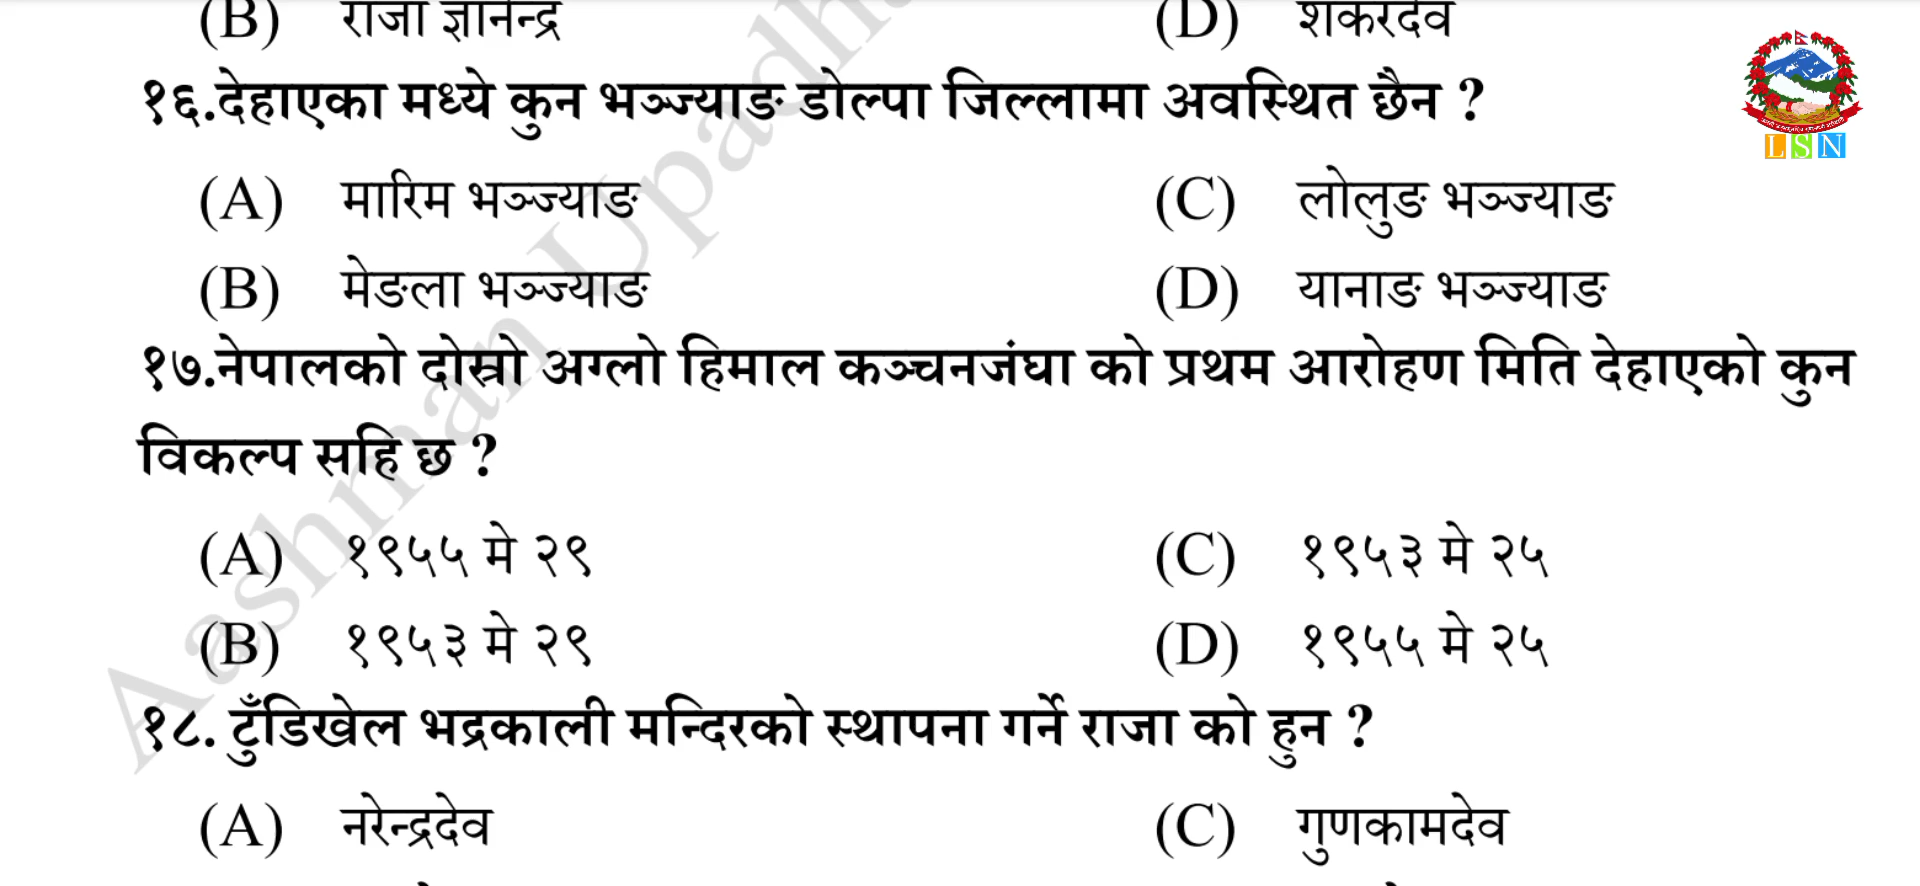 (B) राजा ज्ञानेन्द्र (D) शंकरदेव
१६.देहाएका मध्ये कुन भञ्ज्याङ डोल्पा जिल्लामा अवस्थित छैन ?
(A) मारिम भञ्ज्याङ (C) लोलुङ भञ्ज्याङ
(B) मेङला भञ्ज्याङ (D) यानाङ भञ्ज्याङ
१७.नेपालको दोस्रो अग्लो हिमाल कञ्चनजंघा को प्रथम आरोहण मिति देहाएको कुन
विकल्प सहि छ ?
(A) १९५५ मे २९ (C) १९५३ मे २५
(B) १९५३ मे २९ (D) १९५५ मे २५
१८. टुँडिखेल भद्रकाली मन्दिरको स्थापना गर्ने राजा को हुन ?
(A) नरेन्द्रदेव (C) गुणकामदेव
LSN
Aashman Upadh